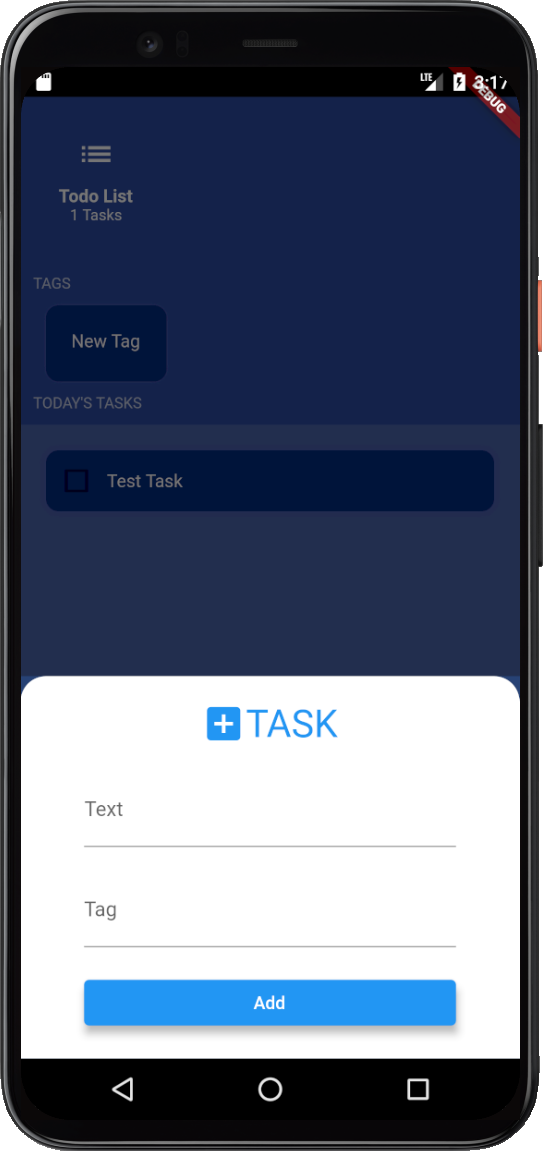 LTE 3:17
DEBUG
Todo List
1 Tasks
TAGS
New Tag
TODAY'S TASKS
Test Task
TASK
Text
Tag
Add